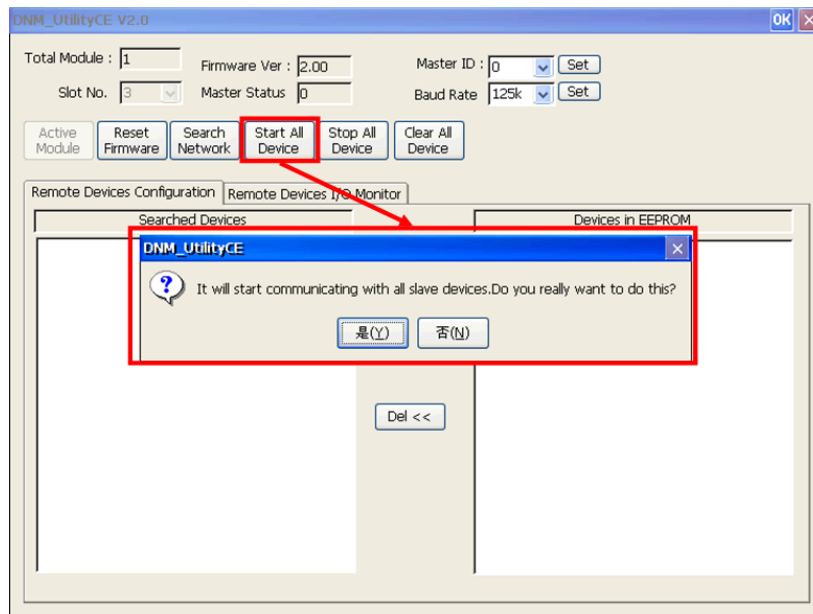 DNM_UtilityCE V2.0
OK
Total Module : 1
Firmware Ver : 2.00
Master ID : 0
Set
Slot No. 3
Master Status 0
Baud Rate 125k
Set
Active Module
Reset Firmware
Search Network
Start All Device
Stop All Device
Clear All Device
Remote Devices Configuration
Remote Devices I/O Monitor
Searched Devices
Devices in EEPROM
DNM_UtilityCE
It will start communicating with all slave devices.Do you really want to do this?
是(Y)
否(N)
Del <<